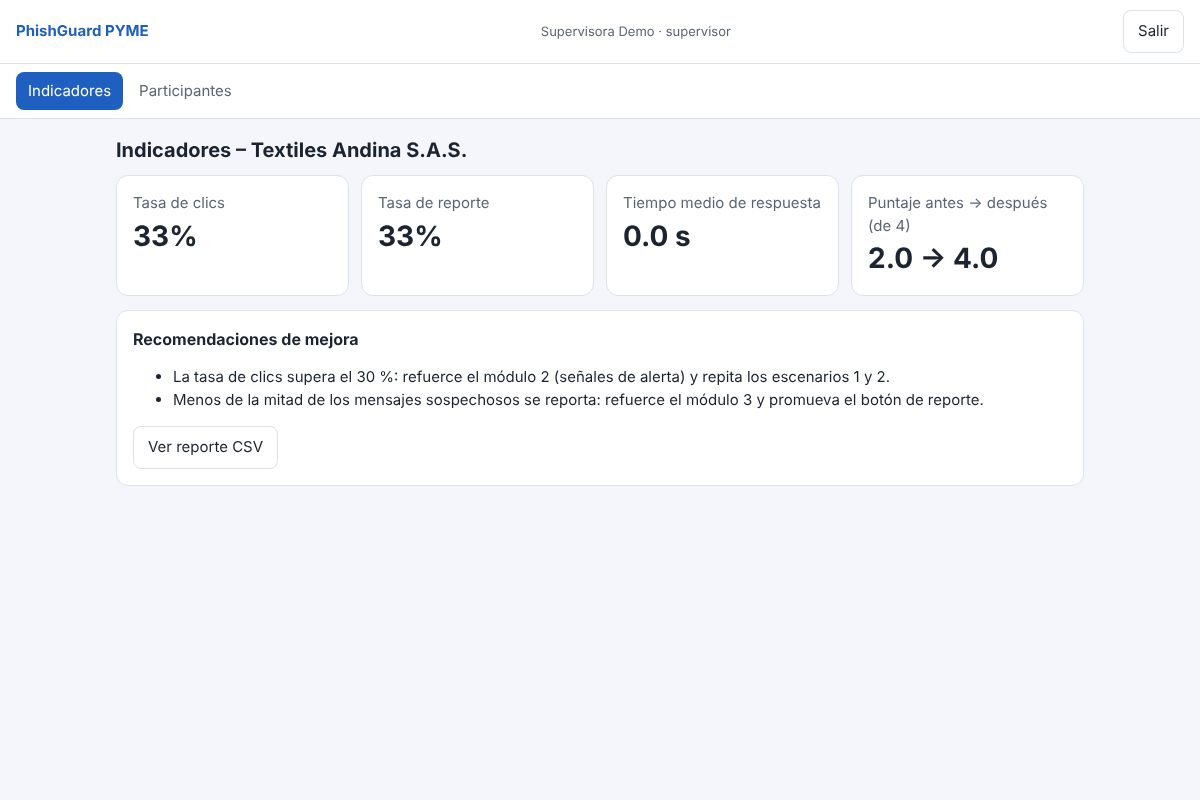 PhishGuard PYME
Supervisora Demo · supervisor
Salir
Indicadores
Participantes
Indicadores – Textiles Andina S.A.S.
Tasa de clics
33%
Tasa de reporte
33%
Tiempo medio de respuesta
0.0 s
Puntaje antes → después
(de 4)
2.0 → 4.0
Recomendaciones de mejora
• La tasa de clics supera el 30 %: refuerce el módulo 2 (señales de alerta) y repita los escenarios 1 y 2.
• Menos de la mitad de los mensajes sospechosos se reporta: refuerce el módulo 3 y promueva el botón de reporte.
Ver reporte CSV